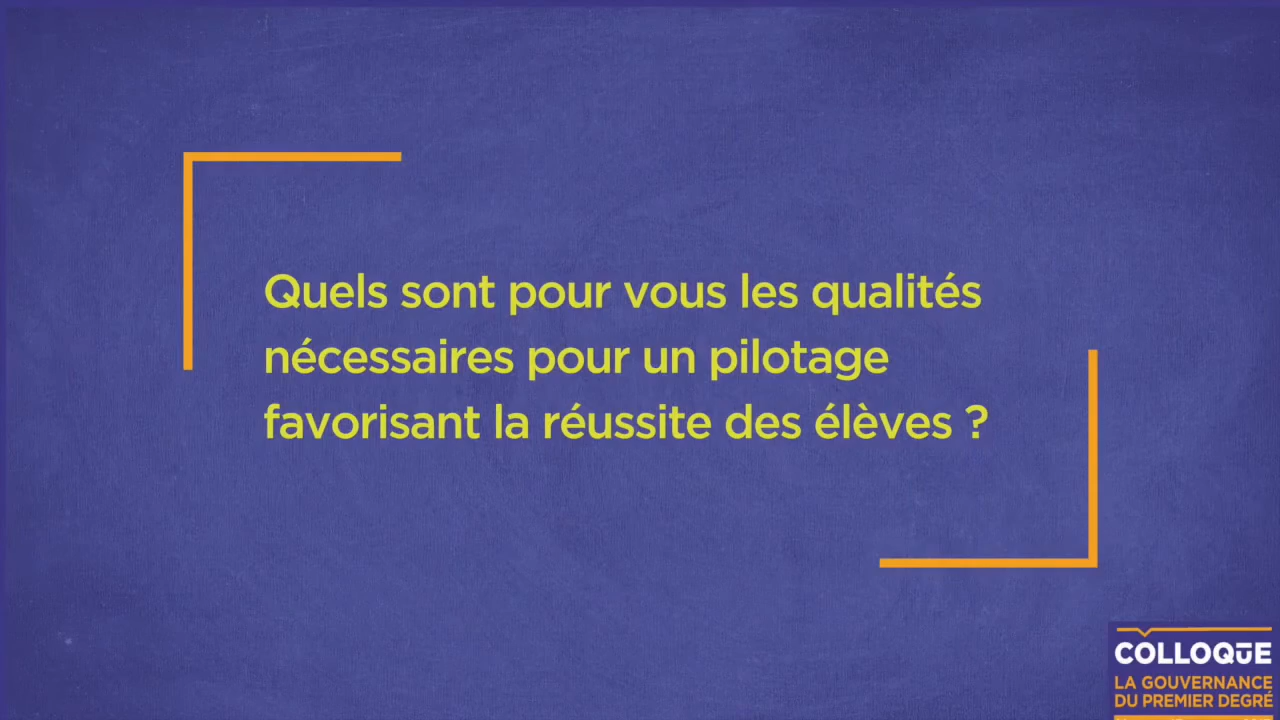 Quels sont pour vous les qualités
nécessaires pour un pilotage
favorisant la réussite des élèves ?
COLLOQUE
LA GOUVERNANCE
DU PREMIER DEGRÉ